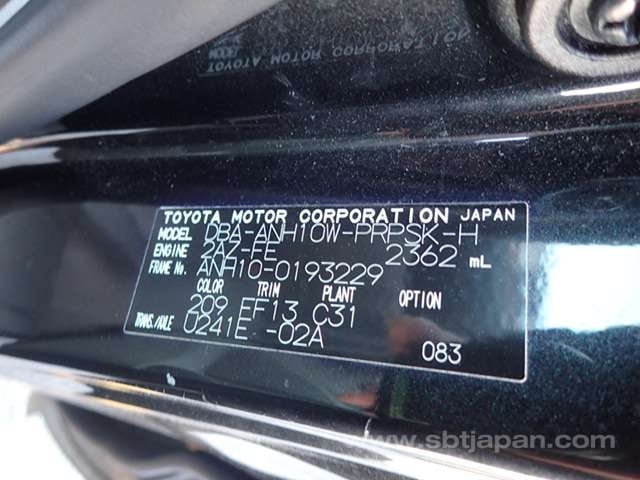 TOYOTA MOTOR CORPORATION JAPAN
MODEL DBA-ANH10W-PRPSK-H
ENGINE 2AZ-FE 2362 mL
FRAME No. ANH10-0193229
COLOR TRIM PLANT OPTION
209 EF13 C31
TRANS./AXLE U241E -02A
083
www.sbtjapan.com